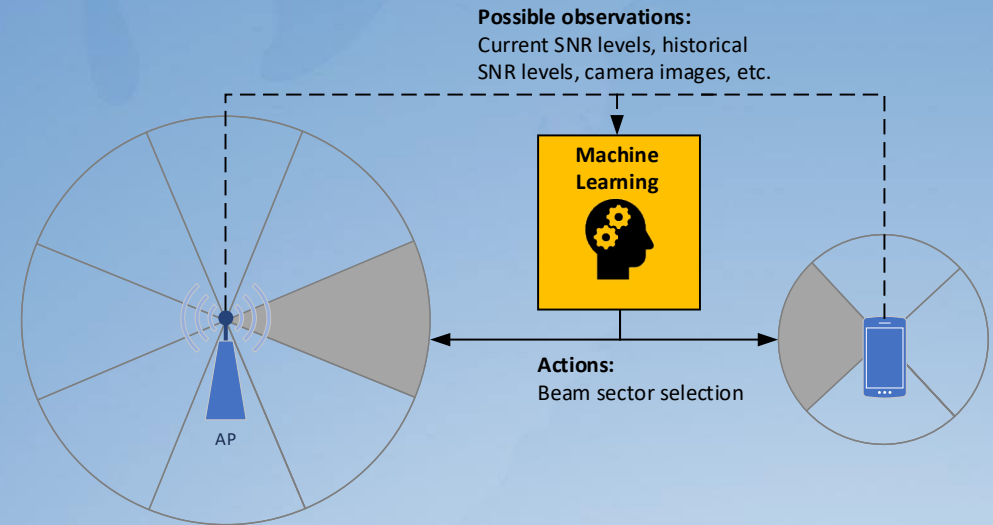 Possible observations:
Current SNR levels, historical
SNR levels, camera images, etc.
Machine
Learning
Actions:
Beam sector selection
AP